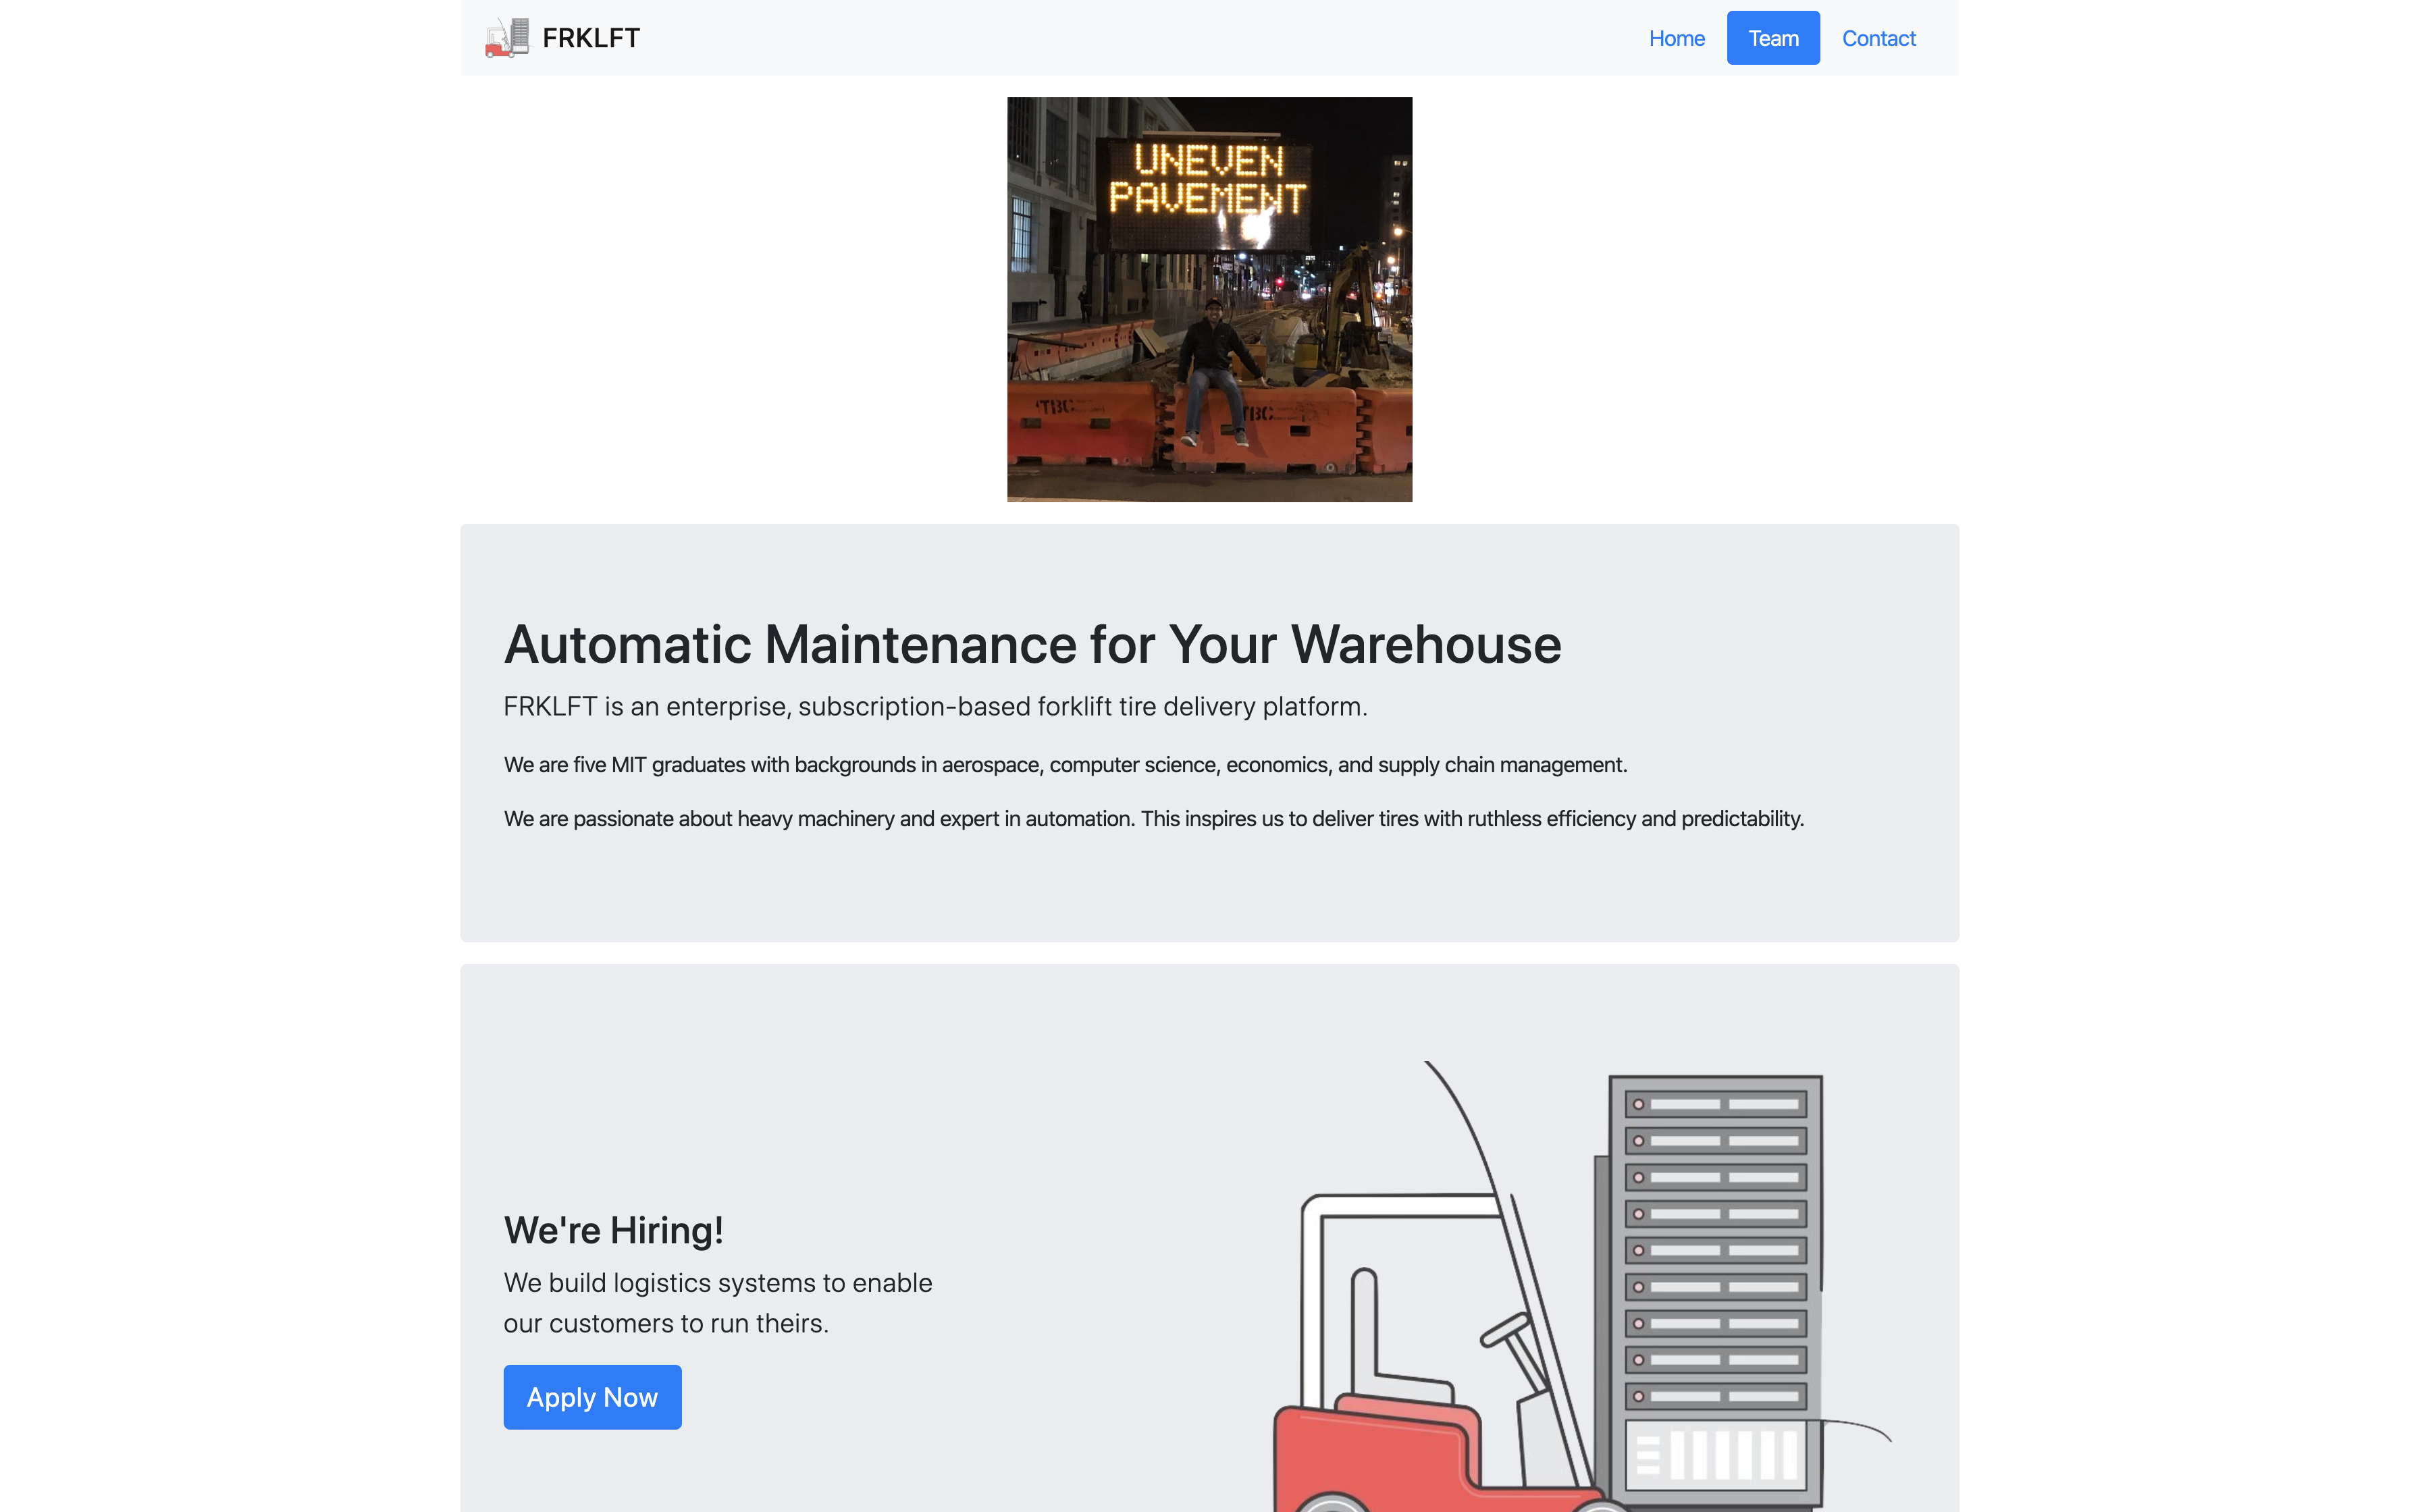 FRKLFT
Home
Team
Contact
UNEVEN
PAVEMENT
TBC
TBC
Automatic Maintenance for Your Warehouse
FRKLFT is an enterprise, subscription-based forklift tire delivery platform.
We are five MIT graduates with backgrounds in aerospace, computer science, economics, and supply chain management.
We are passionate about heavy machinery and expert in automation. This inspires us to deliver tires with ruthless efficiency and predictability.
We're Hiring!
We build logistics systems to enable
our customers to run theirs.
Apply Now